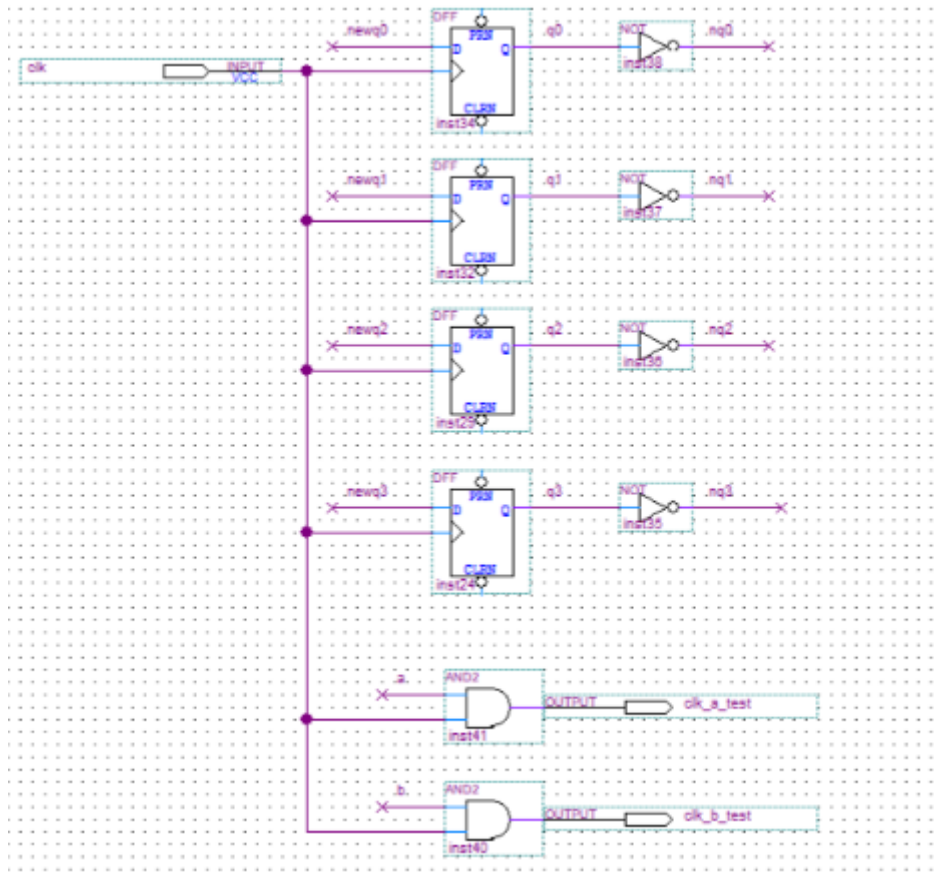 DFF
newq0
PRN
q0
NOT
nq0
D
Q
clk
INPUT
VCC
inst38
CLRN
inst34
DFF
newq1
PRN
q1
NOT
nq1
D
Q
inst37
CLRN
inst32
DFF
newq2
PRN
q2
NOT
nq2
D
Q
inst36
CLRN
inst29
DFF
newq3
PRN
q3
NOT
nq3
D
Q
inst35
CLRN
inst24
a
AND2
OUTPUT
clk_a_test
inst41
b
AND2
OUTPUT
clk_b_test
inst40